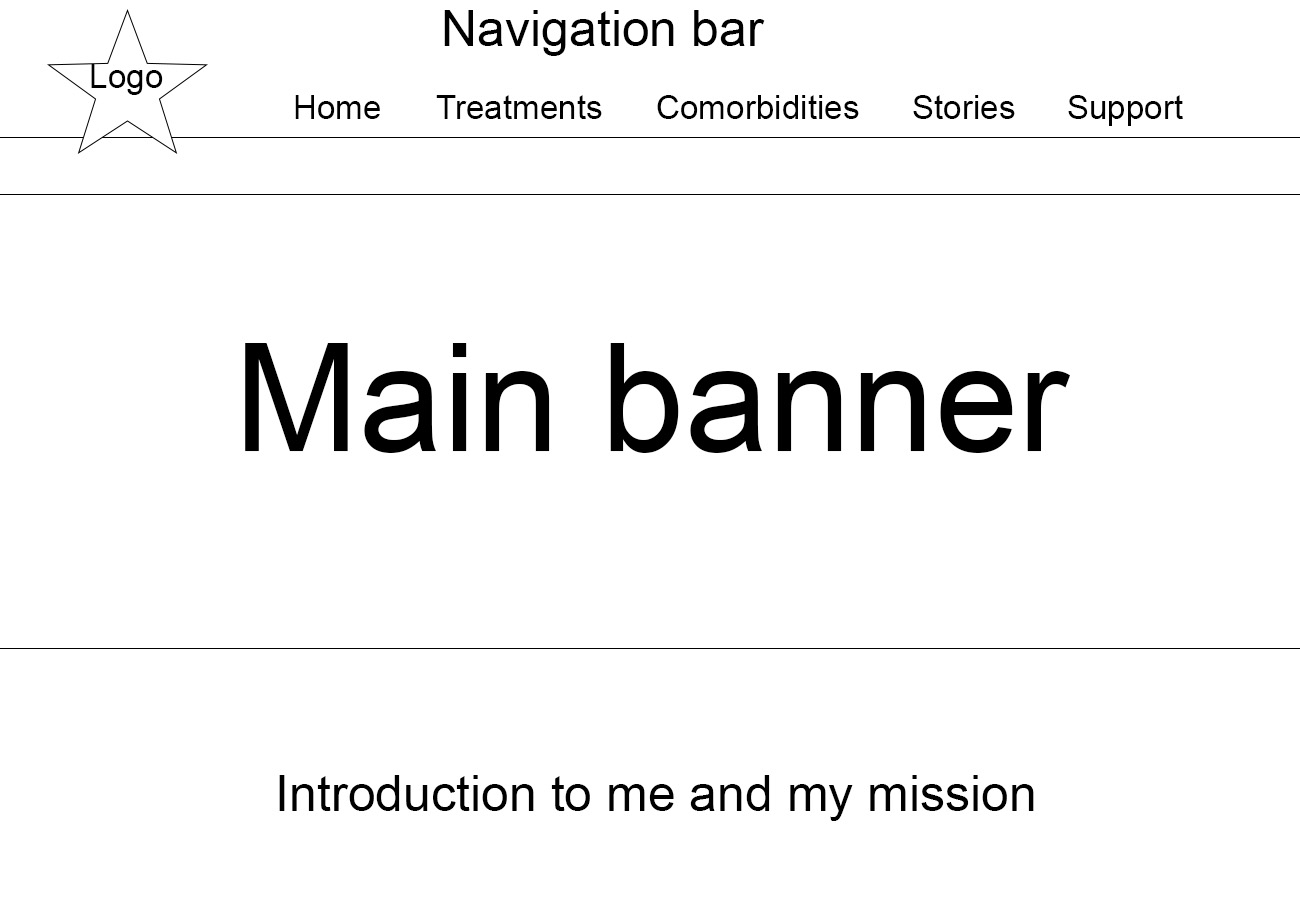 Navigation bar
Logo
Home Treatments Comorbidities Stories Support
Main banner
Introduction to me and my mission